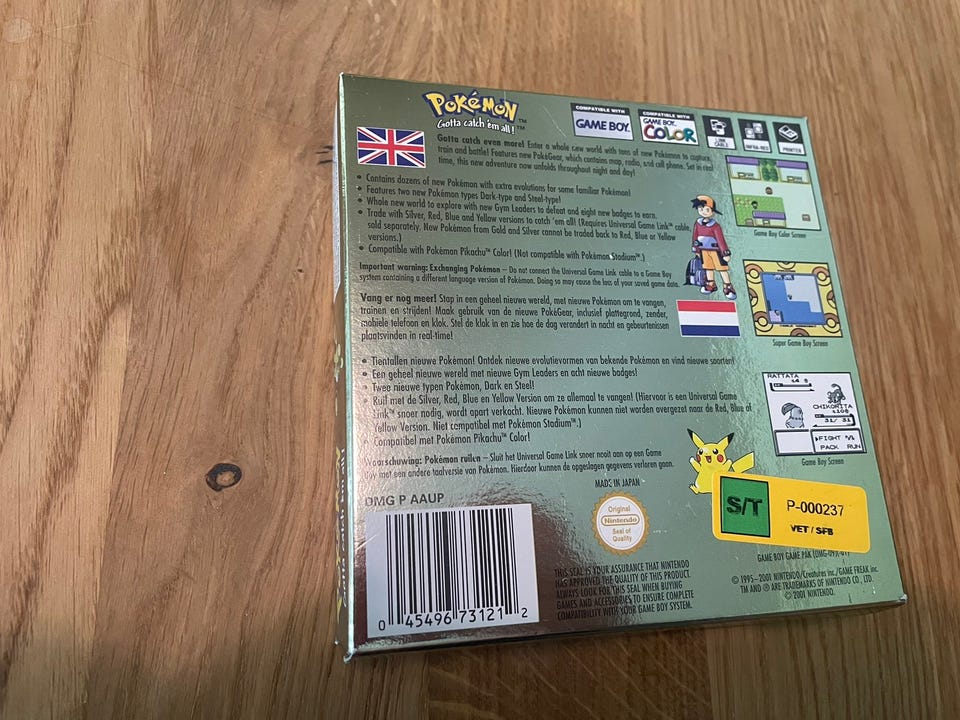 POKéMON™
Gotta catch 'em all!™
COMPATIBLE WITH
GAME BOY
COMPATIBLE WITH
GAME BOY COLOR
LINK CABLE
INFRA-RED
PRINTER
Gotta catch even more! Enter a whole new world with tons of new Pokémon to capture,
train and battle! Features new PokéGear, which contains map, radio, and cell phone. Set in real
time, this new adventure now unfolds throughout night and day!
• Contains dozens of new Pokémon with extra evolutions for some familiar Pokémon!
• Features two new Pokémon types Dark-type and Steel-type!
• Whole new world to explore with new Gym Leaders to defeat and eight new badges to earn.
• Trade with Silver, Red, Blue and Yellow versions to catch 'em all! (Requires Universal Game Link™ cable,
sold separately. Now Pokémon from Gold and Silver cannot be traded back to Red, Blue or Yellow
versions.)
• Compatible with Pokémon Pikachu™ Color! (Not compatible with Pokémon Stadium™.)
Important warning: Exchanging Pokémon – Do not connect the Universal Game Link cable to a Game Boy
system containing a different language version of Pokémon. Doing so may cause the loss of your saved game data.
Game Boy Color Screen
Super Game Boy Screen
Vang er nog meer! Stap in een geheel nieuwe wereld, met nieuwe Pokémon om te vangen,
trainen en strijden! Maak gebruik van de nieuwe PokéGear, inclusief plattegrond, zender,
mobiele telefoon en klok. Stel de klok in en zie hoe de dag verandert in nacht en gebeurtenissen
plaatsvinden in real-time!
• Tientallen nieuwe Pokémon! Ontdek nieuwe evolutievormen van bekende Pokémon en vind nieuwe soorten!
• Een geheel nieuwe wereld met nieuwe Gym Leaders en acht nieuwe badges!
• Twee nieuwe typen Pokémon, Dark en Steel!
• Ruil met de Silver, Red, Blue en Yellow Version om ze allemaal te vangen! (Hiervoor is een Universal Game
Link™ snoer nodig, wordt apart verkocht. Nieuwe Pokémon kunnen niet worden overgezet naar de Red, Blue of
Yellow Version. Niet compatibel met Pokémon Stadium™.)
• Compatibel met Pokémon Pikachu™ Color!
Waarschuwing: Pokémon ruilen – Sluit het Universal Game Link snoer nooit aan op een Game
Boy met een andere taalversie van Pokémon. Hierdoor kunnen de opgeslagen gegevens verloren gaan.
RATTATA
:L4
CHIKORITA
31/ 31
FIGHT
PACK RUN
Game Boy Screen
DMG P AAUP
MADE IN JAPAN
Original
Nintendo
Seal of
Quality
S/T
P-000237
VET / SFB
0 45496 73121 2
THIS SEAL IS YOUR ASSURANCE THAT NINTENDO
HAS APPROVED THE QUALITY OF THIS PRODUCT.
ALWAYS LOOK FOR THIS SEAL WHEN BUYING
GAMES AND ACCESSORIES TO ENSURE COMPLETE
COMPATIBILITY WITH YOUR GAME BOY SYSTEM.
GAME BOY GAME PAK
© 1995–2001 NINTENDO/Creatures inc./GAME FREAK inc.
TM AND ® ARE TRADEMARKS OF NINTENDO CO., LTD.
© 2001 NINTENDO.
Gotta catch 'em all